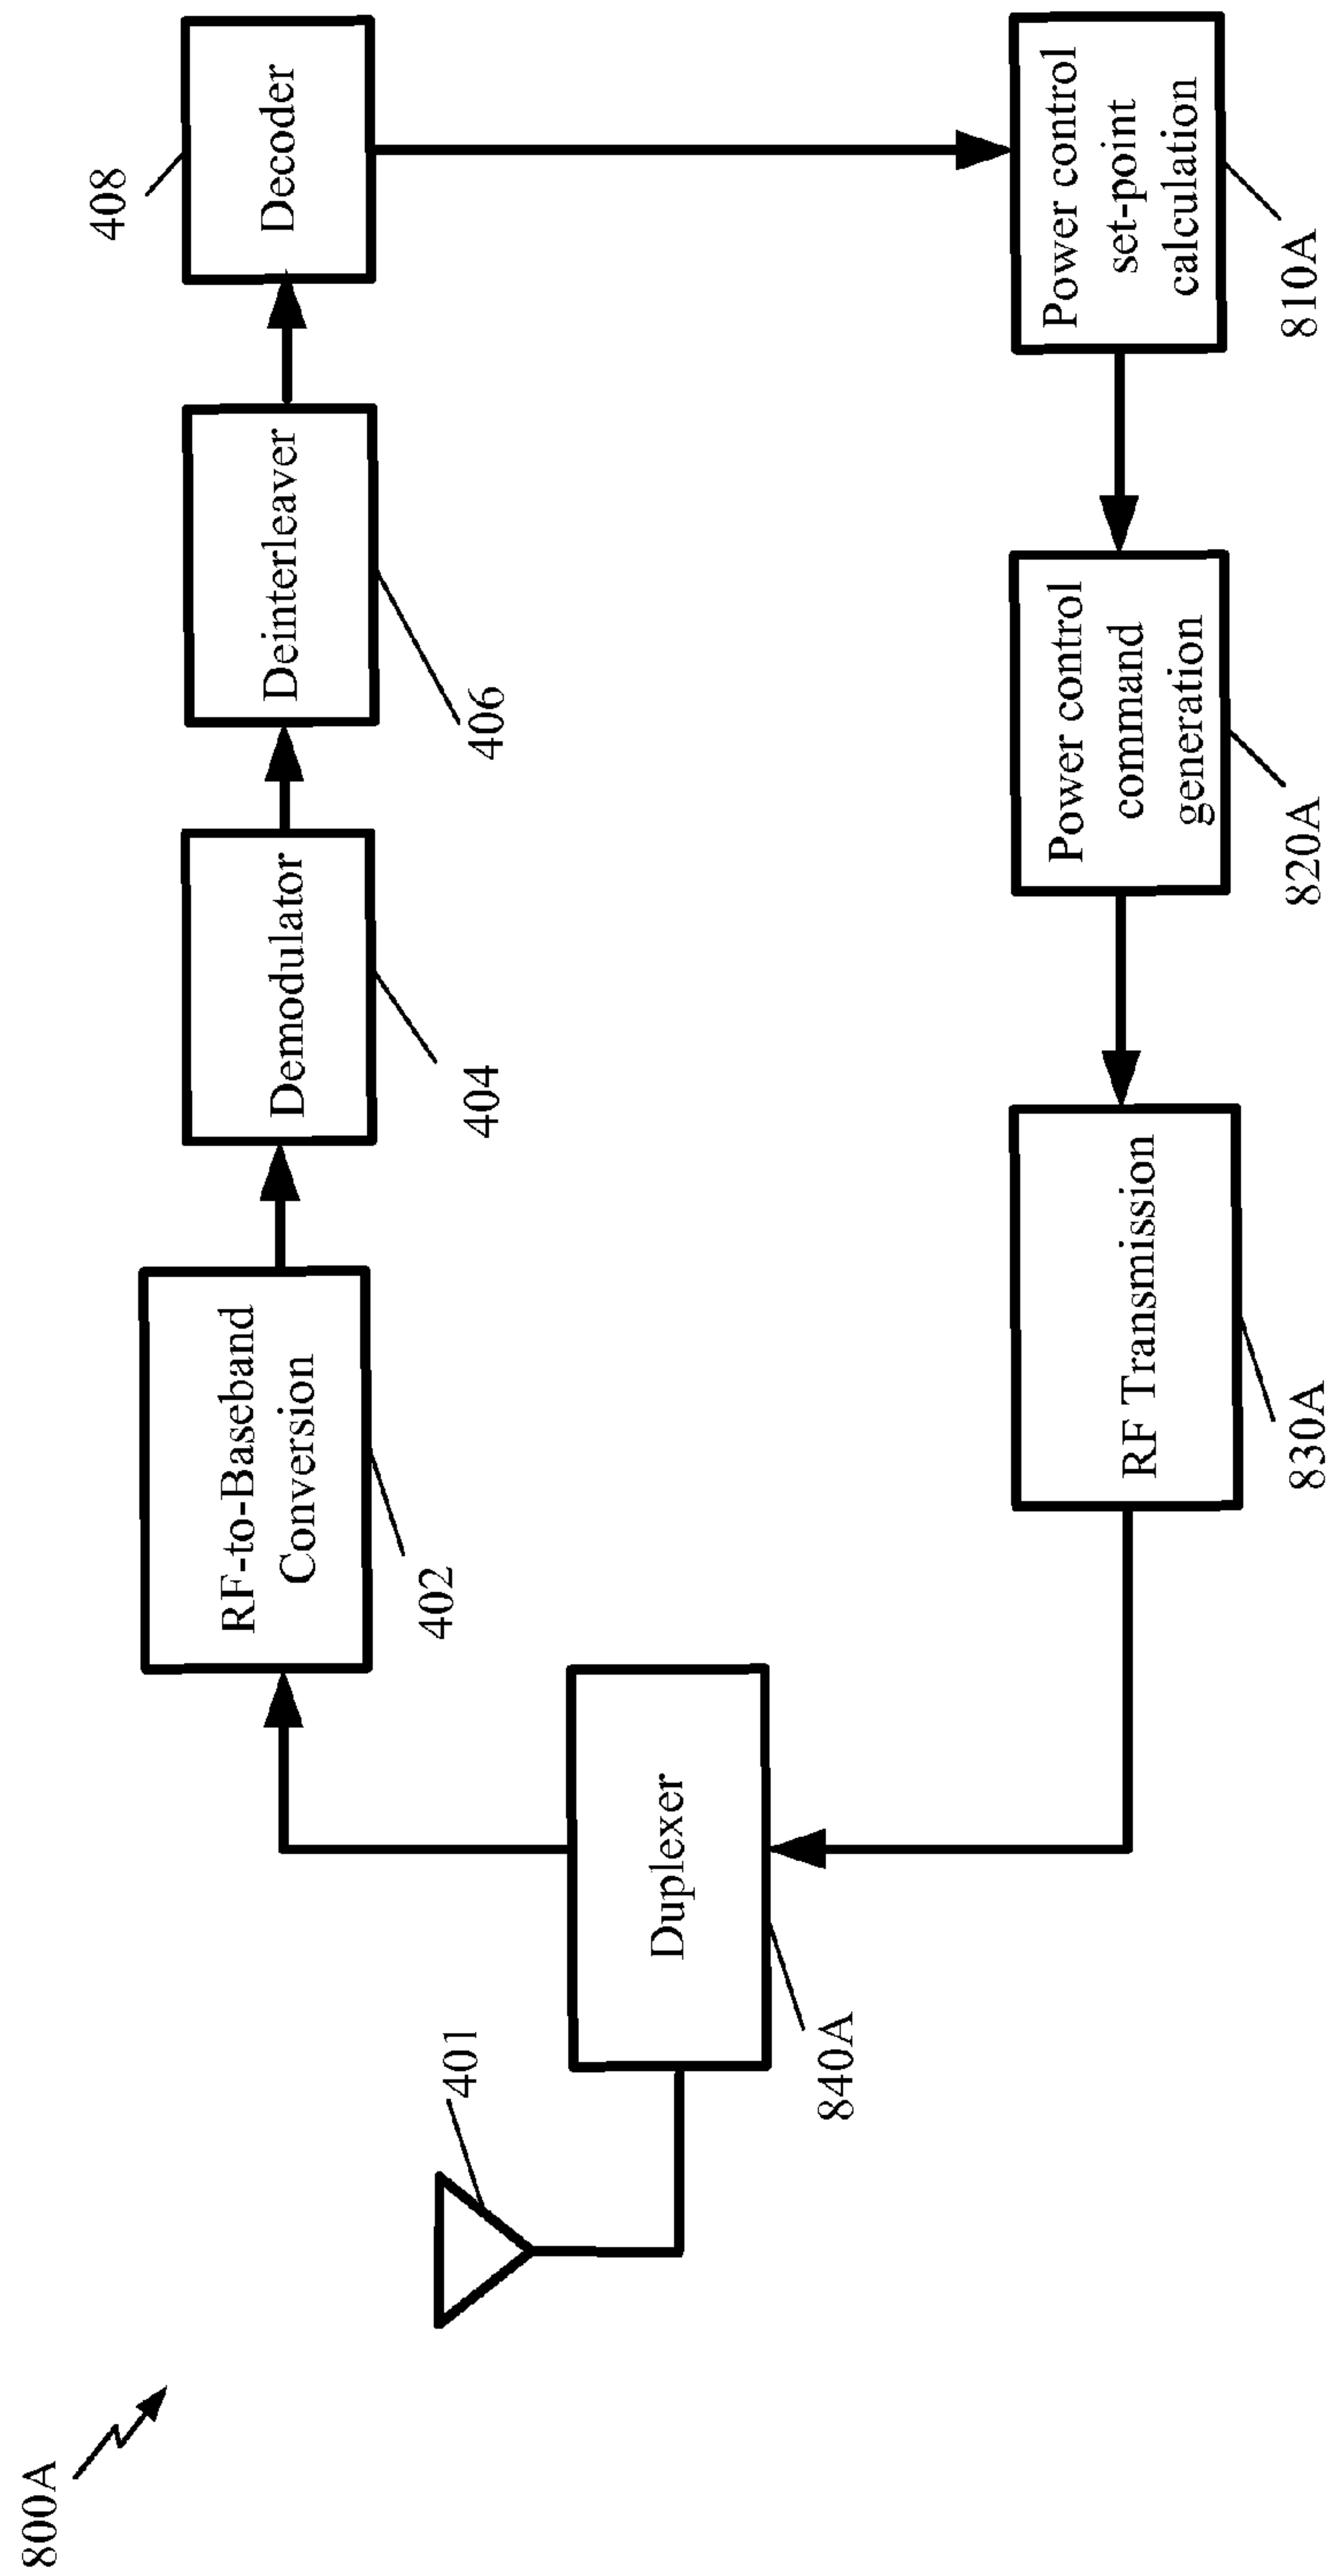 800A
401
Duplexer
840A
RF-to-Baseband
Conversion
402
Demodulator
404
Deinterleaver
406
Decoder
408
Power control
set-point
calculation
810A
Power control
command
generation
820A
RF Transmission
830A